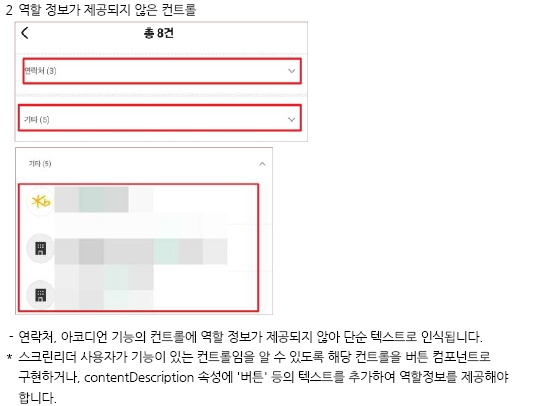 2 역할 정보가 제공되지 않은 컨트롤
총 8건
연락처 (3)
기타 (5)
기타 (5)
- 연락처, 아코디언 기능의 컨트롤에 역할 정보가 제공되지 않아 단순 텍스트로 인식됩니다.
* 스크린리더 사용자가 기능이 있는 컨트롤임을 알 수 있도록 해당 컨트롤을 버튼 컴포넌트로
구현하거나, contentDescription 속성에 '버튼' 등의 텍스트를 추가하여 역할정보를 제공해야
합니다.